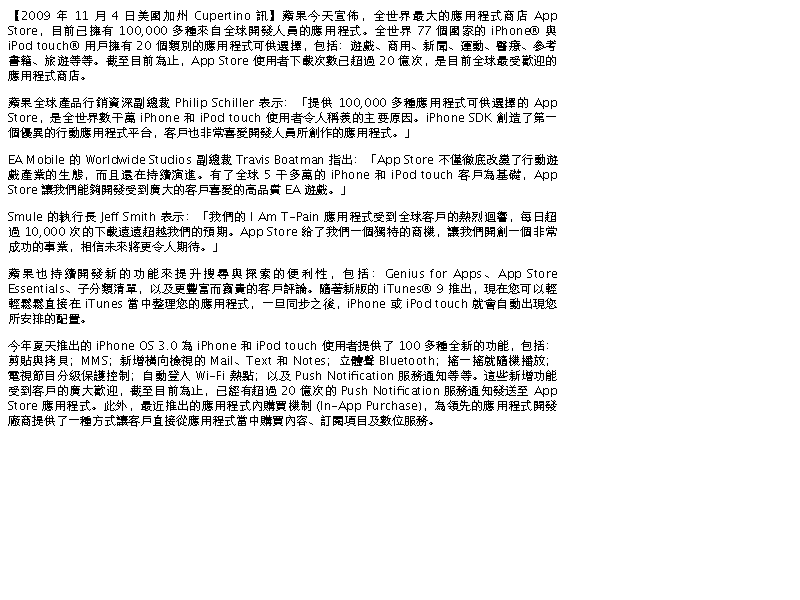 【2009 年 11 月 4 日美國加州 Cupertino 訊】蘋果今天宣佈，全世界最大的應用程式商店 App
Store，目前已擁有 100,000 多種來自全球開發人員的應用程式。全世界 77 個國家的 iPhone® 與
iPod touch® 用戶擁有 20 個類別的應用程式可供選擇，包括：遊戲、商用、新聞、運動、醫療、參考
書籍、旅遊等等。截至目前為止，App Store 使用者下載次數已超過 20 億次，是目前全球最受歡迎的
應用程式商店。
蘋果全球產品行銷資深副總裁 Philip Schiller 表示：「提供 100,000 多種應用程式可供選擇的 App
Store，是全世界數千萬 iPhone 和 iPod touch 使用者令人稱羨的主要原因。iPhone SDK 創造了第一
個優異的行動應用程式平台，客戶也非常喜愛開發人員所創作的應用程式。」
EA Mobile 的 Worldwide Studios 副總裁 Travis Boatman 指出：「App Store 不僅徹底改變了行動遊
戲產業的生態，而且還在持續演進。有了全球 5 千多萬的 iPhone 和 iPod touch 客戶為基礎，App
Store 讓我們能夠開發受到廣大的客戶喜愛的高品質 EA 遊戲。」
Smule 的執行長 Jeff Smith 表示：「我們的 I Am T-Pain 應用程式受到全球客戶的熱烈迴響，每日超
過 10,000 次的下載遠遠超越我們的預期。App Store 給了我們一個獨特的商機，讓我們開創一個非常
成功的事業，相信未來將更令人期待。」
蘋果也持續開發新的功能來提升搜尋與探索的便利性，包括：Genius for Apps、App Store
Essentials、子分類清單，以及更豐富而寶貴的客戶評論。隨著新版的 iTunes® 9 推出，現在您可以輕
輕鬆鬆直接在 iTunes 當中整理您的應用程式，一旦同步之後，iPhone 或 iPod touch 就會自動出現您
所安排的配置。
今年夏天推出的 iPhone OS 3.0 為 iPhone 和 iPod touch 使用者提供了 100 多種全新的功能，包括：
剪貼與拷貝；MMS；新增橫向檢視的 Mail、Text 和 Notes；立體聲 Bluetooth；搖一搖就隨機播放；
電視節目分級保護控制；自動登入 Wi-Fi 熱點；以及 Push Notification 服務通知等等。這些新增功能
受到客戶的廣大歡迎，截至目前為止，已經有超過 20 億次的 Push Notification 服務通知發送至 App
Store 應用程式。此外，最近推出的應用程式內購買機制 (In-App Purchase)，為領先的應用程式開發
廠商提供了一種方式讓客戶直接從應用程式當中購買內容、訂閱項目及數位服務。